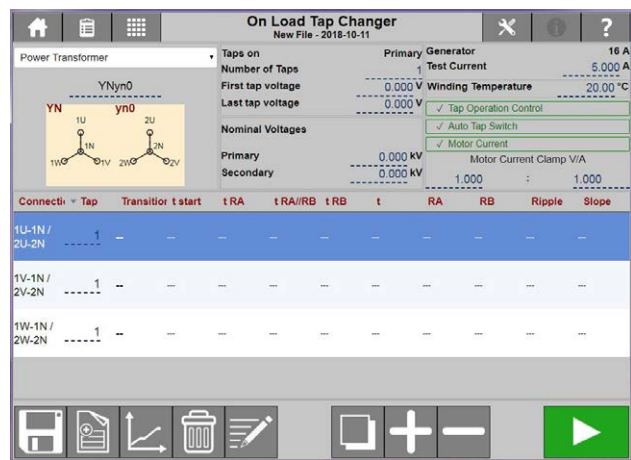 On Load Tap Changer
New File - 2018-10-11
?
Power Transformer
YNyn0
YN yn0
1U 2U
1N 2N
1W 1V 2W 2V
Taps on Primary
Number of Taps 1
First tap voltage 0.000 V
Last tap voltage 0.000 V
Nominal Voltages
Primary 0.000 kV
Secondary 0.000 kV
Generator 16 A
Test Current 5.000 A
Winding Temperature 20.00 °C
✓ Tap Operation Control
✓ Auto Tap Switch
✓ Motor Current
Motor Current Clamp V/A
1.000 : 1.000
Connecti Tap Transitior t start t RA t RA//RB t RB t RA RB Ripple Slope
1U-1N / 2U-2N 1 -- --- --- --- --- --- --- --- --- ---
1V-1N / 2V-2N 1 -- --- --- --- --- --- --- --- --- ---
1W-1N / 2W-2N 1 -- --- --- --- --- --- --- --- --- ---